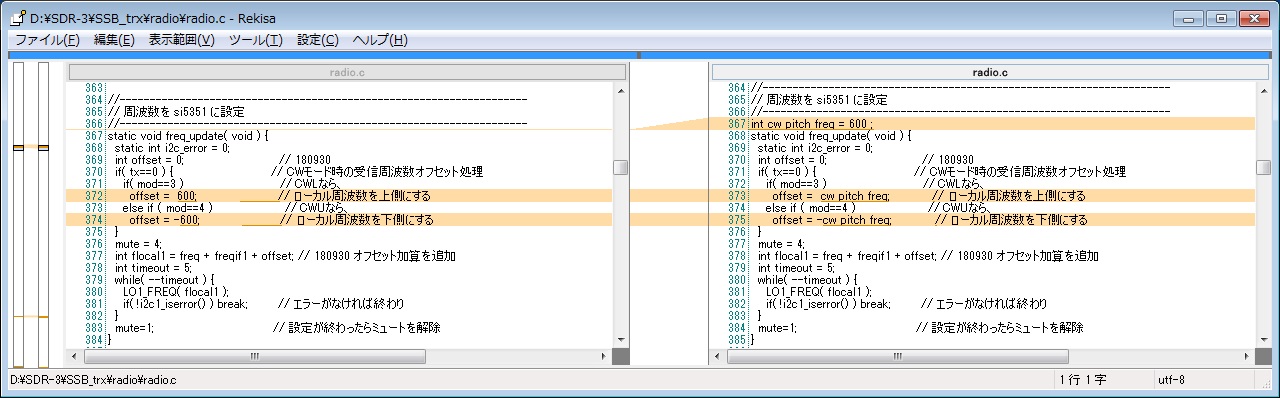 D:¥SDR-3¥SSB_trx¥radio¥radio.c - Rekisa
ファイル(F) 編集(E) 表示範囲(V) ツール(T) 設定(C) ヘルプ(H)
radio.c
363
364 //------------------------------------------------------------------------
365 // 周波数を si5351 に設定
366 //------------------------------------------------------------------------
367 static void freq_update( void ) {
368 static int i2c_error = 0;
369 int offset = 0; // 180930
370 if( tx==0 ) { // CWモード時の受信周波数オフセット処理
371 if( mod==3 ) // CWLなら、
372 offset = 600; // ローカル周波数を上側にする
373 else if ( mod==4 ) // CWUなら、
374 offset = -600; // ローカル周波数を下側にする
375 }
376 mute = 4;
377 int flocal1 = freq + freqif1 + offset; // 180930 オフセット加算を追加
378 int timeout = 5;
379 while( --timeout ) {
380 LO1_FREQ( flocal1 );
381 if( !i2c1_iserror() ) break; // エラーがなければ終わり
382 }
383 mute=1; // 設定が終わったらミュートを解除
384 }
radio.c
364 //------------------------------------------------------------------------
365 // 周波数を si5351 に設定
366 //------------------------------------------------------------------------
367 int cw_pitch_freq = 600 ;
368 static void freq_update( void ) {
369 static int i2c_error = 0;
370 int offset = 0; // 180930
371 if( tx==0 ) { // CWモード時の受信周波数オフセット処理
372 if( mod==3 ) // CWLなら、
373 offset = cw_pitch_freq; // ローカル周波数を上側にする
374 else if ( mod==4 ) // CWUなら、
375 offset = -cw_pitch_freq; // ローカル周波数を下側にする
376 }
377 mute = 4;
378 int flocal1 = freq + freqif1 + offset; // 180930 オフセット加算を追加
379 int timeout = 5;
380 while( --timeout ) {
381 LO1_FREQ( flocal1 );
382 if( !i2c1_iserror() ) break; // エラーがなければ終わり
383 }
384 mute=1; // 設定が終わったらミュートを解除
385 }
D:¥SDR-3¥SSB_trx¥radio¥radio.c 1 行 1 字 utf-8